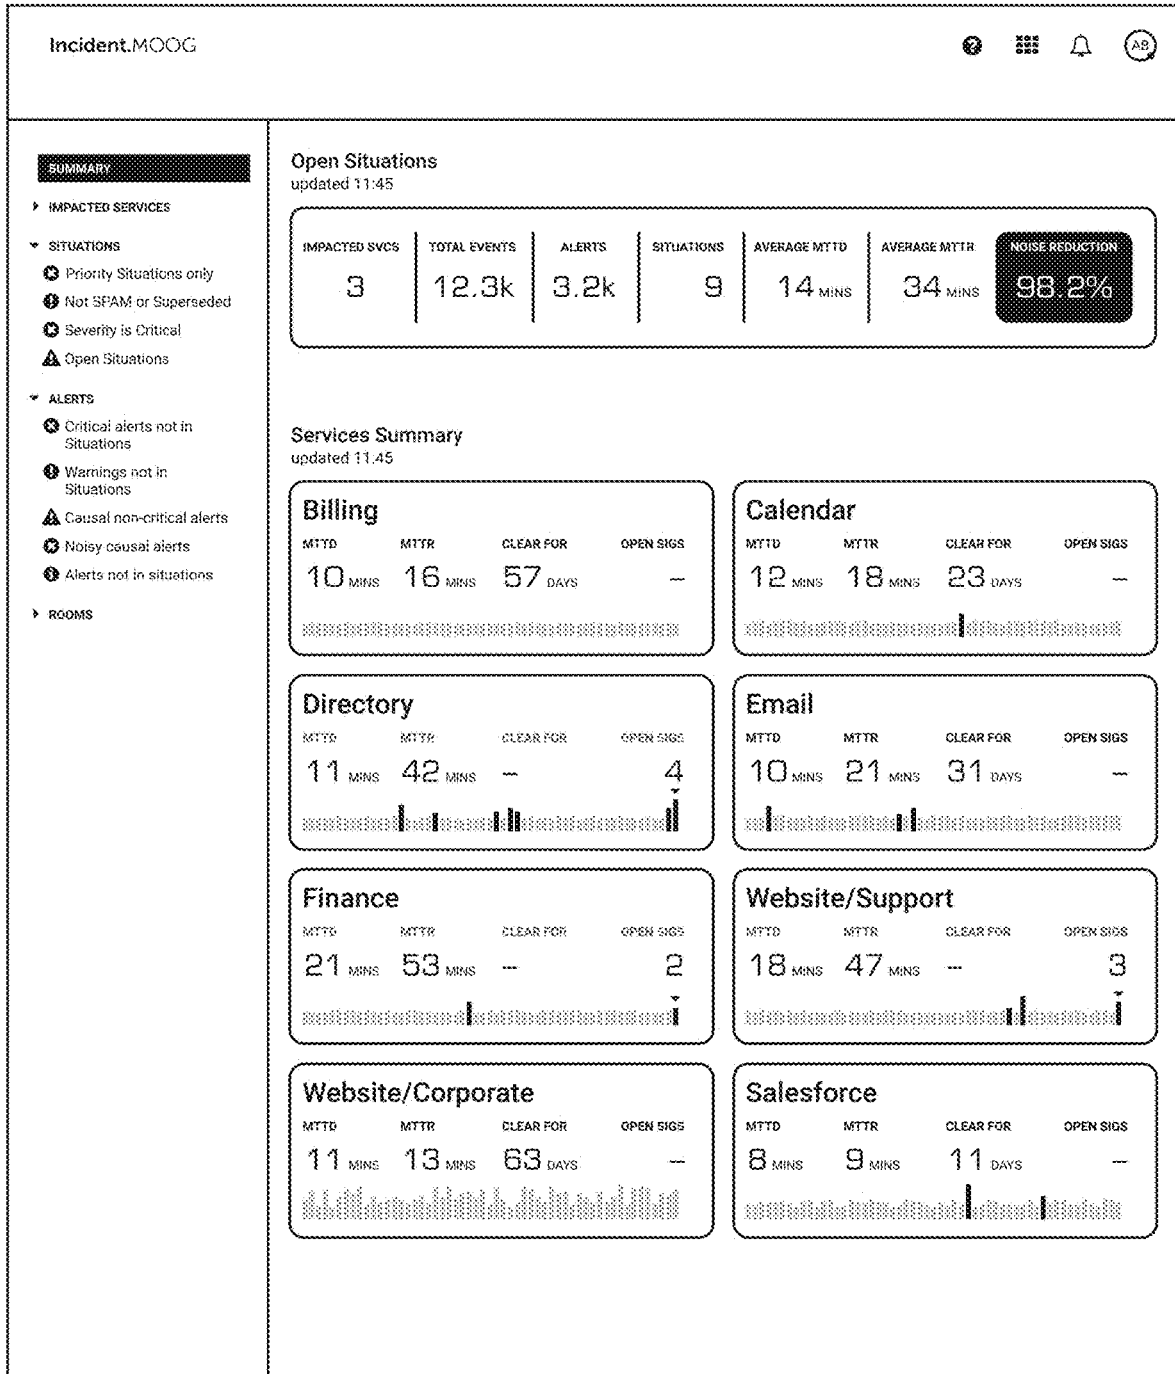 Incident.MOOG
AB
SUMMARY
IMPACTED SERVICES
SITUATIONS
Priority Situations only
Not SPAM or Superseded
Severity is Critical
Open Situations
ALERTS
Critical alerts not in
Situations
Warnings not in
Situations
Causal non-critical alerts
Noisy causal alerts
Alerts not in situations
ROOMS
Open Situations
updated 11:45
IMPACTED SVCS TOTAL EVENTS ALERTS SITUATIONS AVERAGE MTTD AVERAGE MTTR NOISE REDUCTION
3 12.3k 3.2k 9 14 MINS 34 MINS 98.2%
Services Summary
updated 11:45
Billing
MTTD MTTR CLEAR FOR OPEN SIGS
10 MINS 16 MINS 57 DAYS –
Calendar
MTTD MTTR CLEAR FOR OPEN SIGS
12 MINS 18 MINS 23 DAYS –
Directory
MTTD MTTR CLEAR FOR OPEN SIGS
11 MINS 42 MINS – 4
Email
MTTD MTTR CLEAR FOR OPEN SIGS
10 MINS 21 MINS 31 DAYS –
Finance
MTTD MTTR CLEAR FOR OPEN SIGS
21 MINS 53 MINS – 2
Website/Support
MTTD MTTR CLEAR FOR OPEN SIGS
18 MINS 47 MINS – 3
Website/Corporate
MTTD MTTR CLEAR FOR OPEN SIGS
11 MINS 13 MINS 63 DAYS –
Salesforce
MTTD MTTR CLEAR FOR OPEN SIGS
8 MINS 9 MINS 11 DAYS –